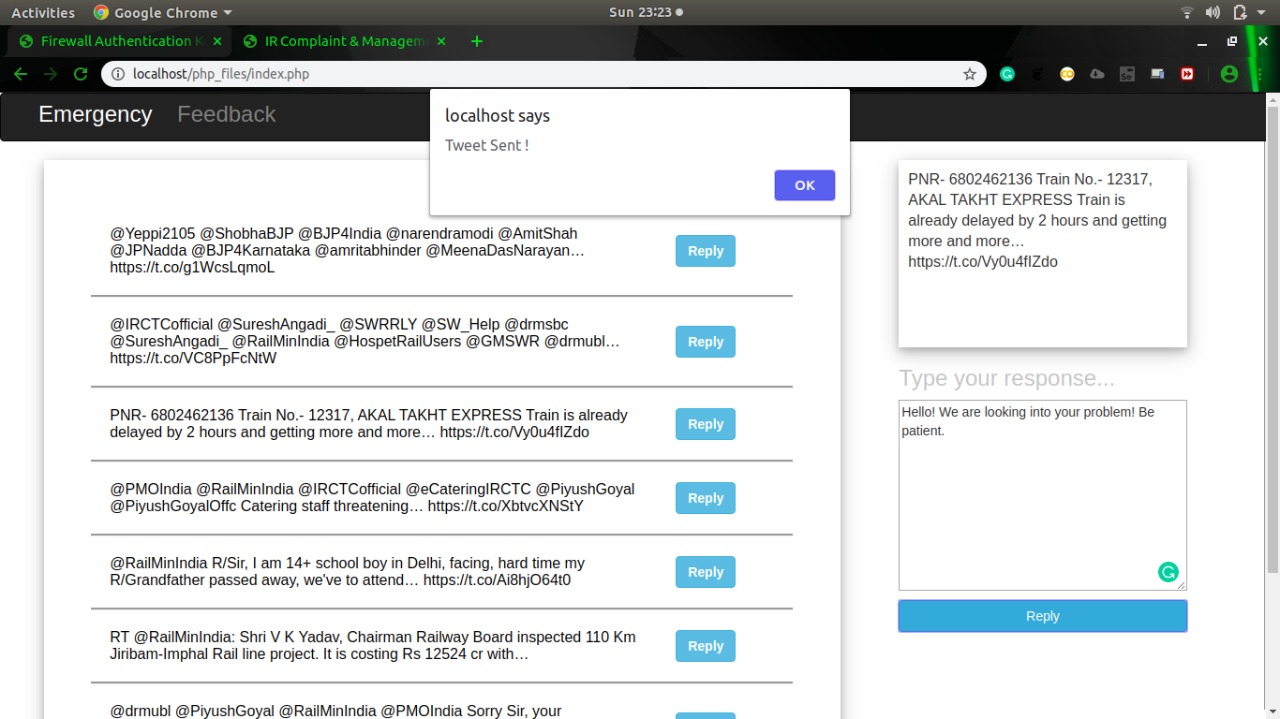 Activities Google Chrome
Sun 23:23
Firewall Authentication K
IR Complaint & Managem
localhost/php_files/index.php
Emergency Feedback
localhost says
Tweet Sent !
OK
@Yeppi2105 @ShobhaBJP @BJP4India @narendramodi @AmitShah
@JPNadda @BJP4Karnataka @amritabhinder @MeenaDasNarayan…
https://t.co/g1WcsLqmoL
Reply
@IRCTCofficial @SureshAngadi_ @SWRRLY @SW_Help @drmsbc
@SureshAngadi_ @RailMinIndia @HospetRailUsers @GMSWR @drmubl…
https://t.co/VC8PpFcNtW
Reply
PNR- 6802462136 Train No.- 12317, AKAL TAKHT EXPRESS Train is already
delayed by 2 hours and getting more and more… https://t.co/Vy0u4fIZdo
Reply
@PMOIndia @RailMinIndia @IRCTCofficial @eCateringIRCTC @PiyushGoyal
@PiyushGoyalOffc Catering staff threatening… https://t.co/XbtvcXNStY
Reply
@RailMinIndia R/Sir, I am 14+ school boy in Delhi, facing, hard time my
R/Grandfather passed away, we've to attend… https://t.co/Ai8hjO64t0
Reply
RT @RailMinIndia: Shri V K Yadav, Chairman Railway Board inspected 110 Km
Jiribam-Imphal Rail line project. It is costing Rs 12524 cr with…
Reply
@drmubl @PiyushGoyal @RailMinIndia @PMOIndia Sorry Sir, your
PNR- 6802462136 Train No.- 12317,
AKAL TAKHT EXPRESS Train is
already delayed by 2 hours and getting
more and more…
https://t.co/Vy0u4fIZdo
Type your response...
Hello! We are looking into your problem! Be
patient.
Reply